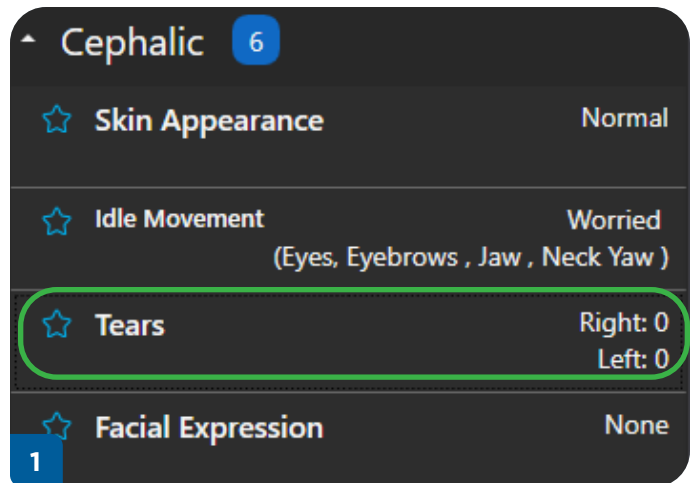 Cephalic 6
Skin Appearance Normal
Idle Movement Worried
(Eyes, Eyebrows , Jaw , Neck Yaw )
Tears Right: 0
Left: 0
Facial Expression None
1